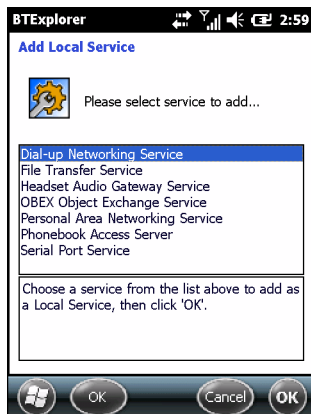 BTExplorer 2:59
Add Local Service
Please select service to add...
Dial-up Networking Service
File Transfer Service
Headset Audio Gateway Service
OBEX Object Exchange Service
Personal Area Networking Service
Phonebook Access Server
Serial Port Service
Choose a service from the list above to add as
a Local Service, then click 'OK'.
OK Cancel OK